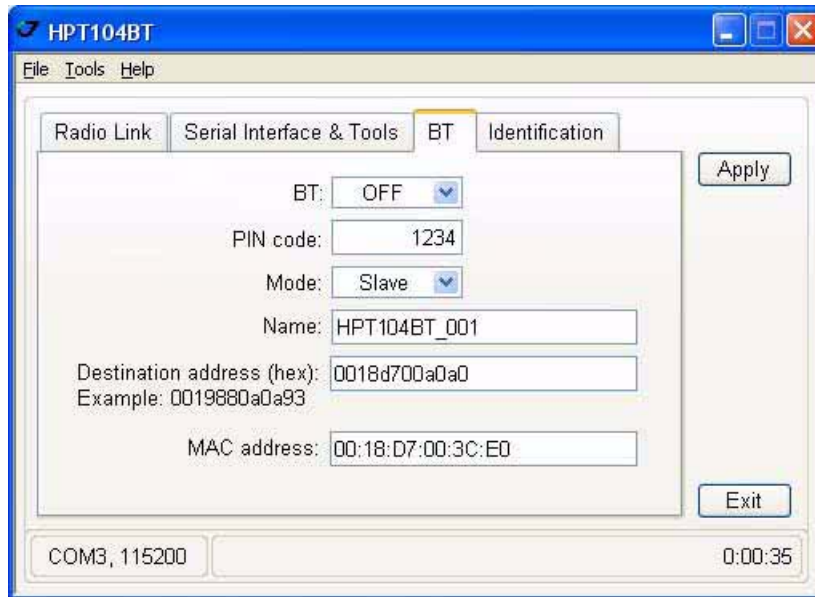 HPT104BT
File Tools Help
Radio Link Serial Interface & Tools BT Identification
Apply
BT: OFF
PIN code: 1234
Mode: Slave
Name: HPT104BT_001
Destination address (hex): 0018d700a0a0
Example: 0019880a0a93
MAC address: 00:18:D7:00:3C:E0
Exit
COM3, 115200 0:00:35